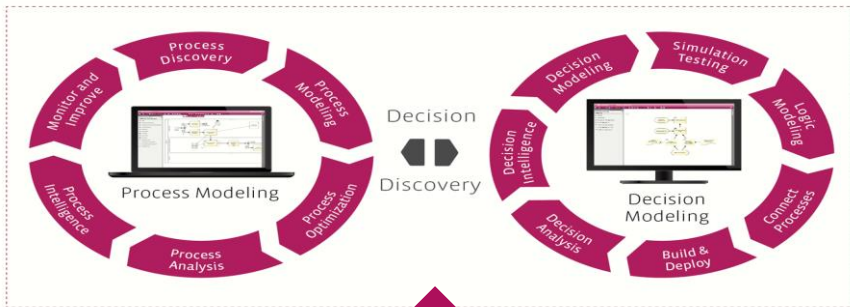 Process
Discovery
Process
Modeling
Process
Optimization
Process
Analysis
Process
Intelligence
Monitor and
Improve
Process Modeling
Decision
Discovery
Decision
Modeling
Simulation
Testing
Logic
Modeling
Connect
Processes
Build &
Deploy
Decision
Analysis
Decision
Intelligence
Decision
Modeling